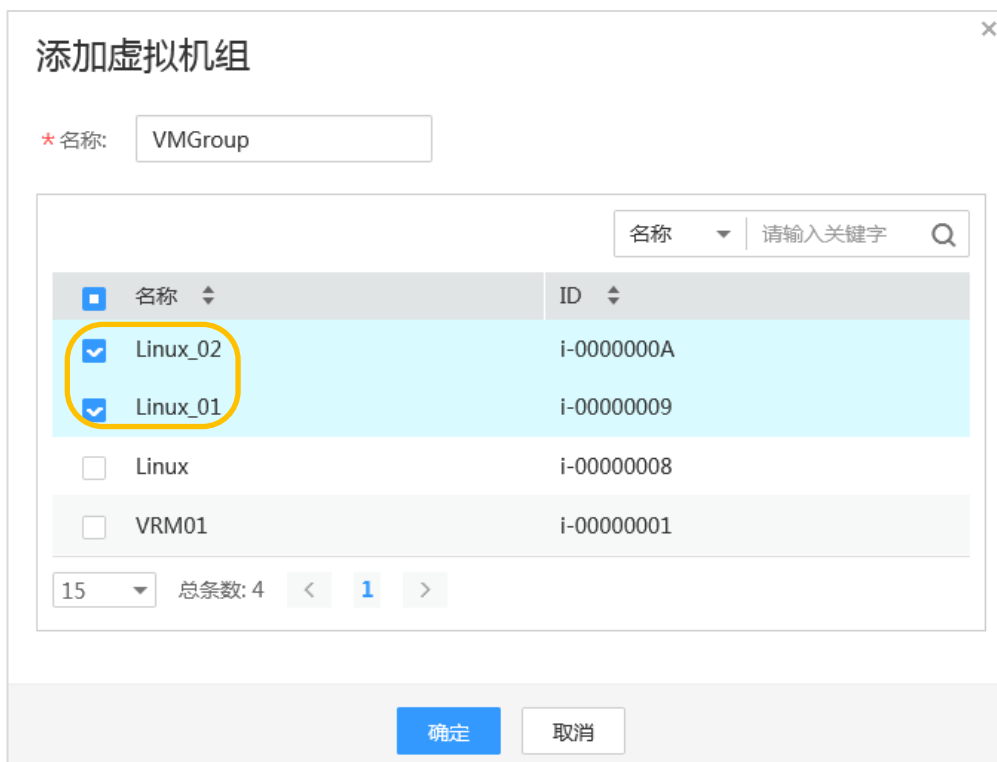 添加虚拟机组
* 名称: VMGroup
名称 请输入关键字
名称 ID
Linux_02 i-0000000A
Linux_01 i-00000009
Linux i-00000008
VRM01 i-00000001
15 总条数: 4 < 1 >
确定 取消